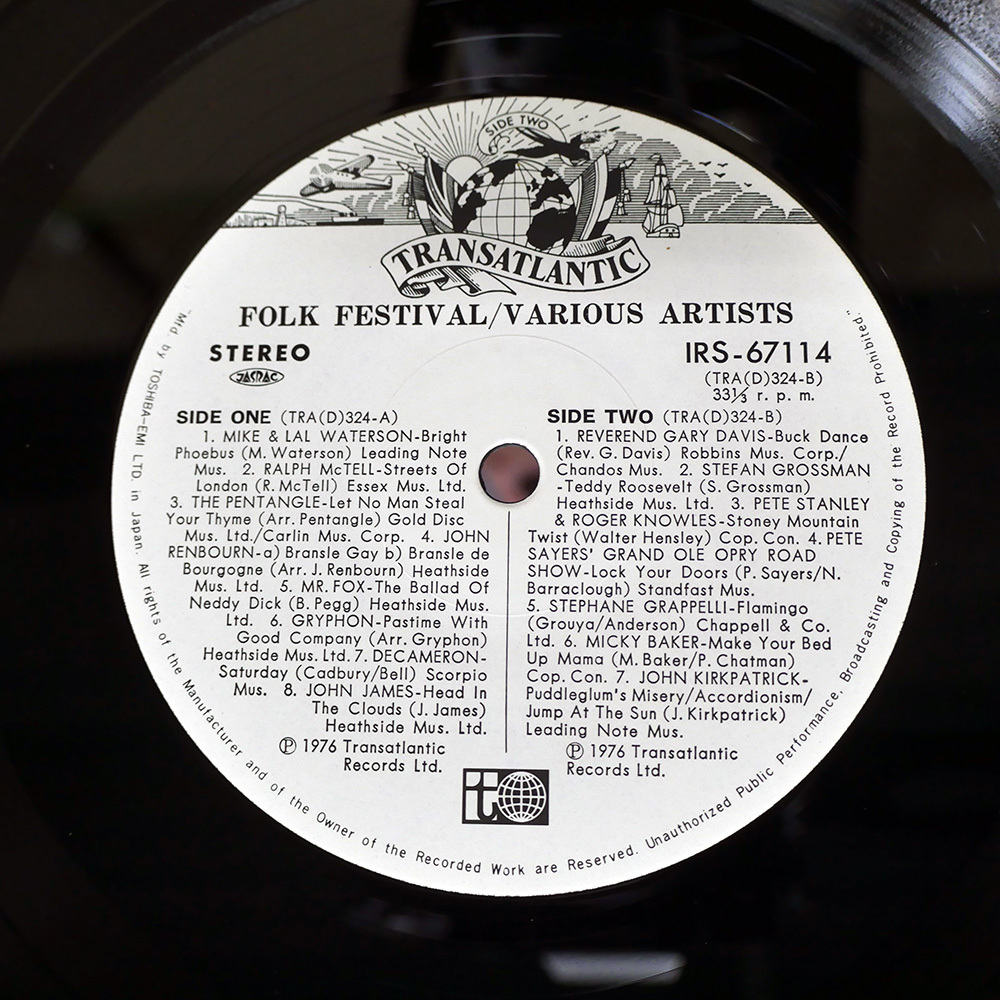 SIDE TWO
TRANSATLANTIC
FOLK FESTIVAL/VARIOUS ARTISTS
STEREO
JASRAC
IRS-67114
(TRA(D)324-B)
33⅓ r. p. m.
SIDE ONE (TRA(D)324-A)
1. MIKE & LAL WATERSON-Bright
Phoebus (M. Waterson) Leading Note
Mus. 2. RALPH McTELL-Streets Of
London (R. McTell) Essex Mus. Ltd.
3. THE PENTANGLE-Let No Man Steal
Your Thyme (Arr. Pentangle) Gold Disc
Mus. Ltd./Carlin Mus. Corp. 4. JOHN
RENBOURN-a) Bransle Gay b) Bransle de
Bourgogne (Arr. J. Renbourn) Heathside
Mus. Ltd. 5. MR. FOX-The Ballad Of
Neddy Dick (B. Pegg) Heathside Mus.
Ltd. 6. GRYPHON-Pastime With
Good Company (Arr. Gryphon)
Heathside Mus. Ltd. 7. DECAMERON-
Saturday (Cadbury/Bell) Scorpio
Mus. 8. JOHN JAMES-Head In
The Clouds (J. James)
Heathside Mus. Ltd.
Ⓟ 1976 Transatlantic
Records Ltd.
SIDE TWO (TRA(D)324-B)
1. REVEREND GARY DAVIS-Buck Dance
(Rev. G. Davis) Robbins Mus. Corp./
Chandos Mus. 2. STEFAN GROSSMAN
-Teddy Roosevelt (S. Grossman)
Heathside Mus. Ltd. 3. PETE STANLEY
& ROGER KNOWLES-Stoney Mountain
Twist (Walter Hensley) Cop. Con. 4. PETE
SAYERS' GRAND OLE OPRY ROAD
SHOW-Lock Your Doors (P. Sayers/N.
Barraclough) Standfast Mus.
5. STEPHANE GRAPPELLI-Flamingo
(Grouya/Anderson) Chappell & Co.
Ltd. 6. MICKY BAKER-Make Your Bed
Up Mama (M. Baker/P. Chatman)
Cop. Con. 7. JOHN KIRKPATRICK-
Puddleglum's Misery/Accordionism/
Jump At The Sun (J. Kirkpatrick)
Leading Note Mus.
Ⓟ 1976 Transatlantic
Records Ltd.
it
"Mfd by TOSHIBA-EMI LTD. in Japan. All rights of the Manufacturer and of the Owner of the Recorded Work are Reserved. Unauthorized Public Performance, Broadcasting and Copying of the Record Prohibited."